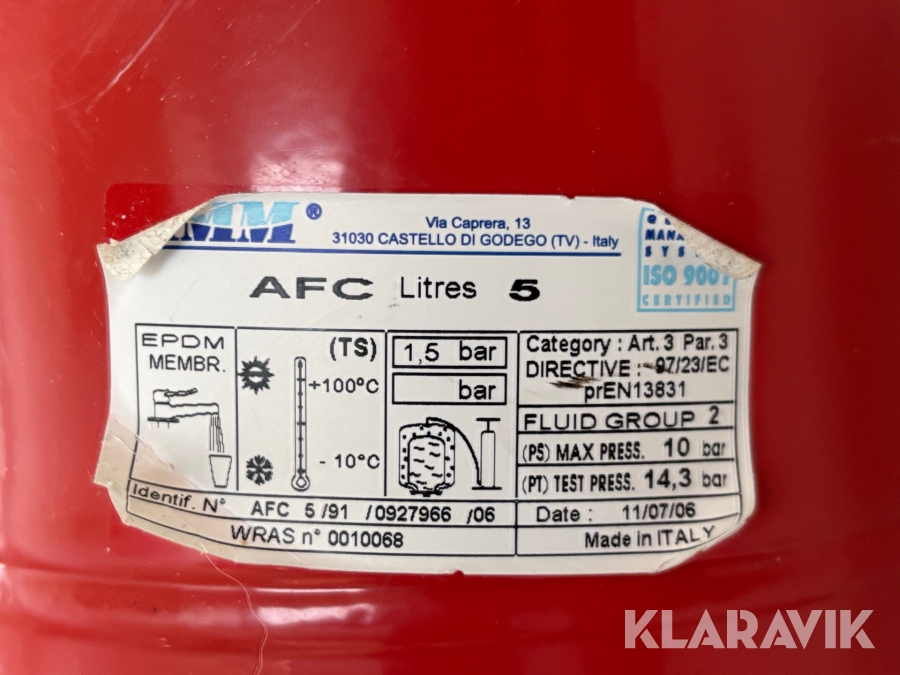 MM®
Via Caprera, 13
31030 CASTELLO DI GODEGO (TV) - Italy
MANA
SYS
ISO 9001
CERTIFIED
AFC Litres 5
EPDM
MEMBR.
(TS)
+100°C
- 10°C
1,5 bar
bar
Category : Art. 3 Par. 3
DIRECTIVE : 97/23/EC
prEN13831
FLUID GROUP 2
(PS) MAX PRESS. 10 bar
(PT) TEST PRESS. 14,3 bar
Identif. N° AFC 5 /91 /0927966 /06
Date : 11/07/06
WRAS n° 0010068
Made in ITALY
KLARAVIK